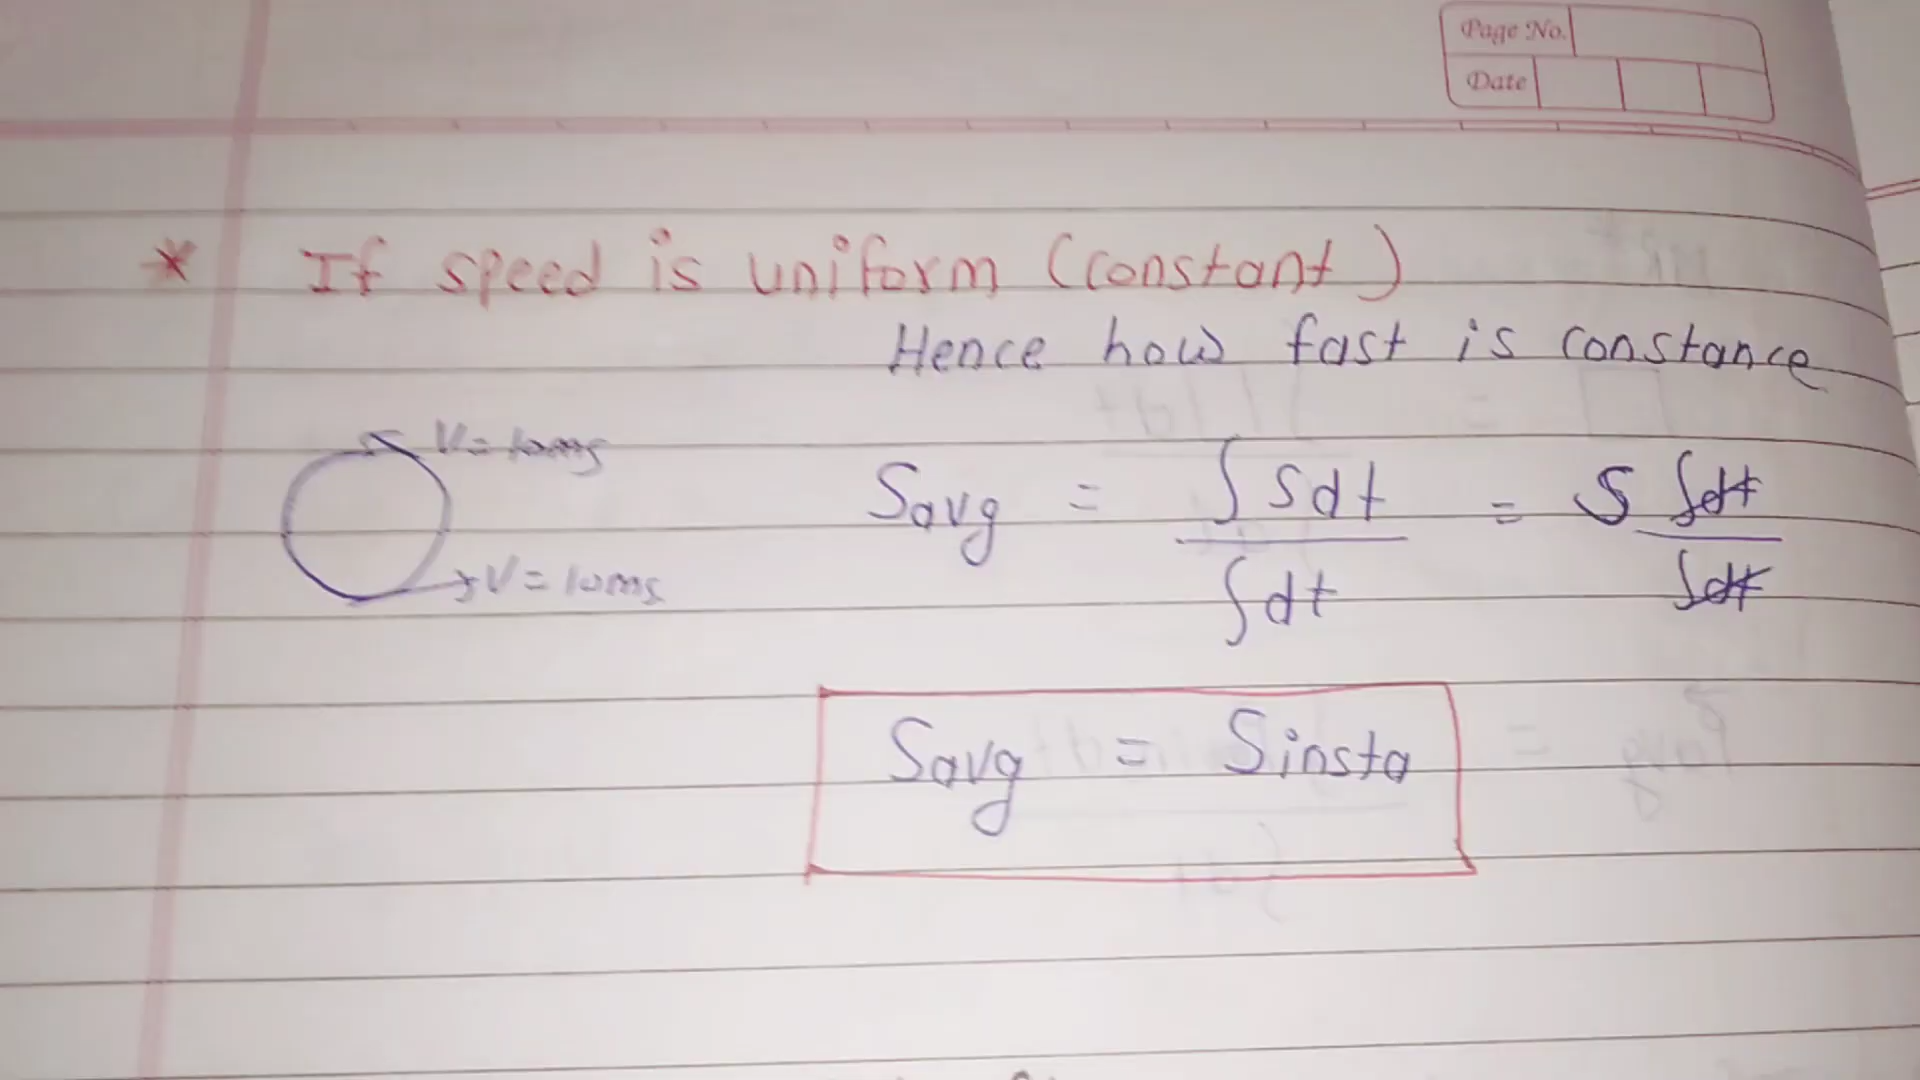 Page No.
Date
* If speed is uniform (constant)
Hence how fast is constance
V = 10ms
Savg = ∫ S dt / ∫ dt = S ∫dt / ∫dt
V = 10ms
Savg = Sinsta